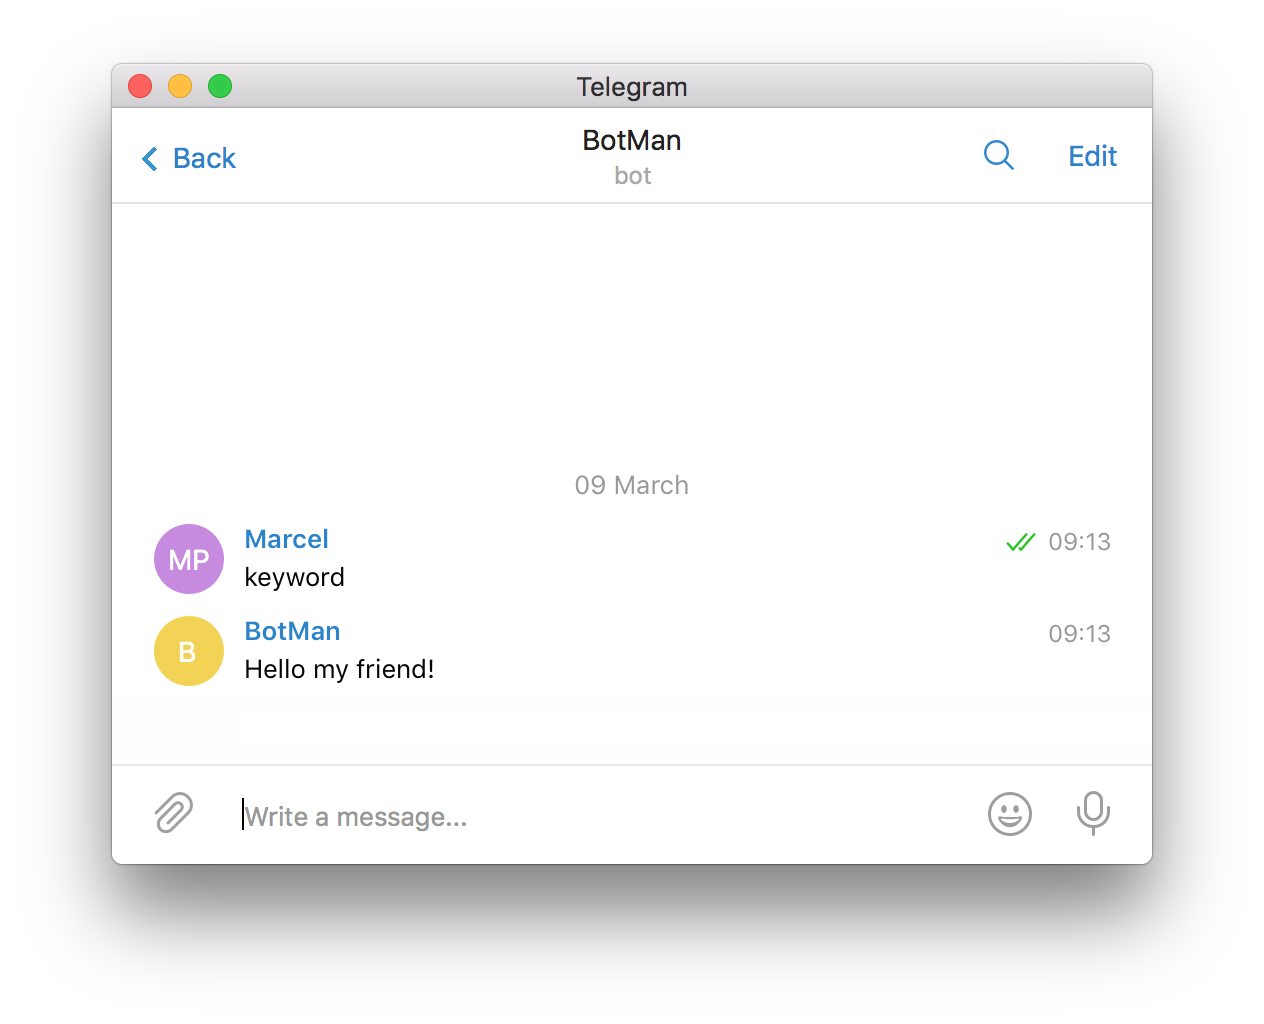 Telegram
Back
BotMan
bot
Edit
09 March
MP
Marcel
09:13
keyword
B
BotMan
09:13
Hello my friend!
Write a message...